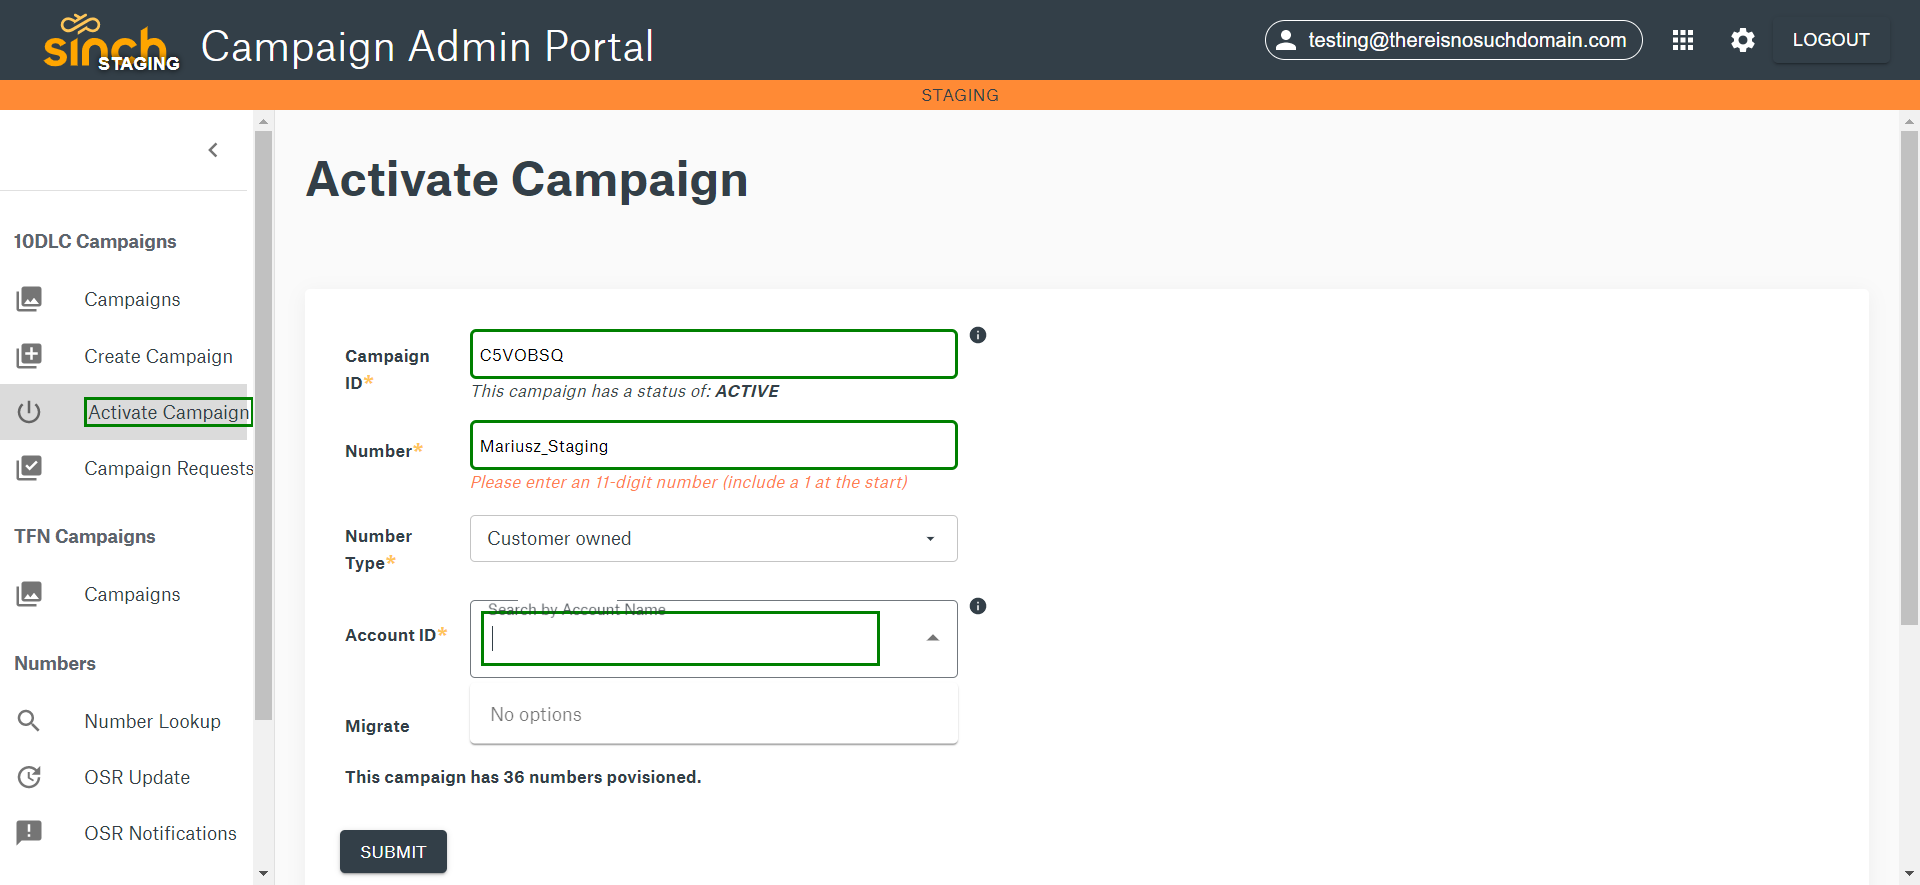 sinch
STAGING
Campaign Admin Portal
testing@thereisnosuchdomain.com
LOGOUT
STAGING
Activate Campaign
10DLC Campaigns
Campaigns
Create Campaign
Activate Campaign
Campaign Requests
TFN Campaigns
Campaigns
Numbers
Number Lookup
OSR Update
OSR Notifications
Campaign ID*
C5VOBSQ
This campaign has a status of: ACTIVE
Number*
Mariusz_Staging
Please enter an 11-digit number (include a 1 at the start)
Number Type*
Customer owned
Account ID*
Search by Account Name
No options
Migrate
This campaign has 36 numbers povisioned.
SUBMIT